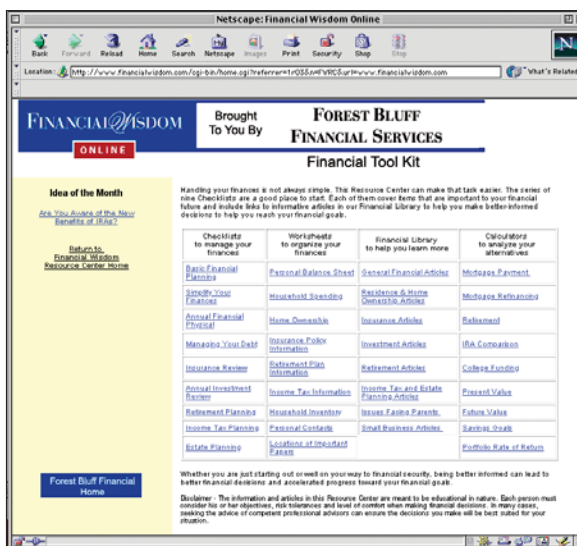 Netscape: Financial Wisdom Online
Back Forward Reload Home Search Netscape Images Print Security Shop Stop
Location: http://www.financialwisdom.com/cgi-bin/home.cgi?
What's Related
FINANCIAL WISDOM
ONLINE
Brought
To You By
FOREST BLUFF
FINANCIAL SERVICES
Financial Tool Kit
Idea of the Month
Are You Aware of the New
Benefits of IRAs?
Return to
Financial Wisdom
Resource Center Home
Forest Bluff Financial
Home
Handling your finances is not always simple. This Resource Center can make that task easier. The series of
nine Checklists are a good place to start. Each of them cover items that are important to your financial
future and include links to informative articles in our Financial Library to help you make better-informed
decisions to help you reach your financial goals.
Checklists
to manage your
finances
Worksheets
to organize your
finances
Financial Library
to help you learn more
Calculators
to analyze your
alternatives
Basic Financial
Planning
Personal Balance Sheet
General Financial Articles
Mortgage Payment
Simplify Your
Finances
Household Spending
Residence & Home
Ownership Articles
Mortgage Refinancing
Annual Financial
Physical
Home Ownership
Insurance Articles
Retirement
Managing Your Debt
Insurance Policy
Information
Investment Articles
IRA Comparison
Insurance Review
Retirement Plan
Information
Retirement Articles
College Funding
Annual Investment
Review
Income Tax Information
Income Tax and Estate
Planning Articles
Present Value
Retirement Planning
Household Inventory
Issues Facing Parents
Future Value
Income Tax Planning
Personal Contacts
Small Business Articles
Savings Goals
Estate Planning
Locations of Important
Papers
Portfolio Rate of Return
Whether you are just starting out or well on your way to financial security, being better informed can lead to
better financial decisions and accelerated progress toward your financial goals.
Disclaimer - The information and articles in this Resource Center are meant to be educational in nature. Each person must
consider his or her objectives, risk tolerances and level of comfort when making financial decisions. In many cases,
seeking the advice of competent professional advisors can ensure the decisions you make will be best suited for your
situation.